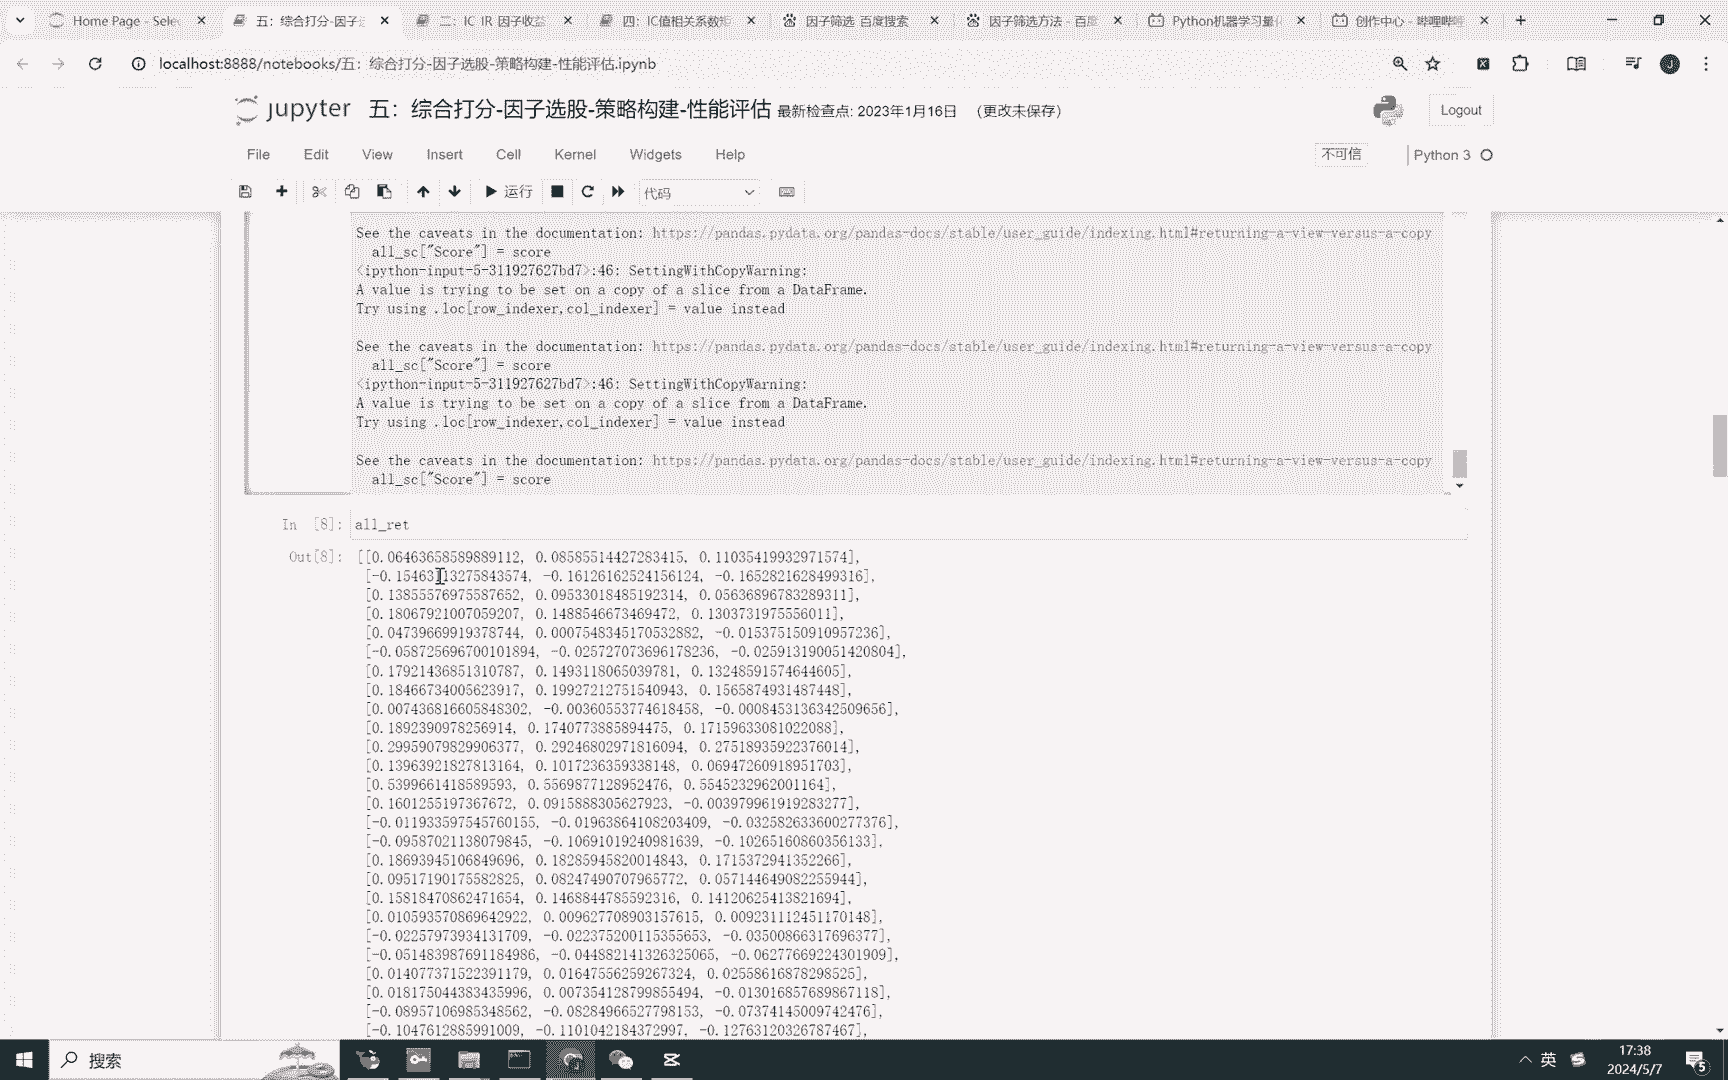 Home Page - Selec
五：综合打分-因子选
二：IC_IR_因子收益
四：IC值相关系数矩
因子筛选_百度搜索
因子筛选方法 - 百度
Python机器学习量化
创作中心 - 哔哩哔哩
localhost:8888/notebooks/五：综合打分-因子选股-策略构建-性能评估.ipynb
jupyter 五：综合打分-因子选股-策略构建-性能评估 最后检查点: 2023年1月16日 （更改未保存）
Logout
File Edit View Insert Cell Kernel Widgets Help
不可信 Python 3
运行 代码
See the caveats in the documentation: https://pandas.pydata.org/pandas-docs/stable/user_guide/indexing.html#returning-a-view-versus-a-copy
all_sc["Score"] = score
<ipython-input-5-311927627bd7>:46: SettingWithCopyWarning:
A value is trying to be set on a copy of a slice from a DataFrame.
Try using .loc[row_indexer,col_indexer] = value instead
See the caveats in the documentation: https://pandas.pydata.org/pandas-docs/stable/user_guide/indexing.html#returning-a-view-versus-a-copy
all_sc["Score"] = score
<ipython-input-5-311927627bd7>:46: SettingWithCopyWarning:
A value is trying to be set on a copy of a slice from a DataFrame.
Try using .loc[row_indexer,col_indexer] = value instead
See the caveats in the documentation: https://pandas.pydata.org/pandas-docs/stable/user_guide/indexing.html#returning-a-view-versus-a-copy
all_sc["Score"] = score
In [8]: all_ret
Out[8]: [[0.06463658589889112, 0.08585514427283415, 0.11035419932971574],
-0.16126162524156124, -0.1652821628499316],
[0.13855576975587652, 0.09533018485192314, 0.05636896783289311],
[0.18067921007059207, 0.1488546673469472, 0.1303731975556011],
[0.04739669919378744, 0.0007548345170532882, -0.015375150910957236],
[-0.058725696700101894, -0.025727073696178236, -0.025913190051420804],
[0.17921436851310787, 0.1493118065039781, 0.13248591574644605],
[0.18466734005623917, 0.19927212751540943, 0.1565874931487448],
[0.007436816605848302, -0.00360553774618458, -0.0008453136342509656],
[0.1892390978256914, 0.1740773885894475, 0.17159633081022088],
[0.29959079829906377, 0.29246802971816094, 0.27518935922376014],
[0.13963921827813164, 0.1017236359338148, 0.06947260918951703],
[0.5399661418589593, 0.5569877128952476, 0.5545232962001164],
[0.1601255197367672, 0.0915888305627923, -0.003979961919283277],
[-0.011933597545760155, -0.01963864108203409, -0.032582633600277376],
[-0.09587021138079845, -0.10691019240981639, -0.10265160860356133],
[0.18693945106849696, 0.18285945820014843, 0.1715372941352266],
[0.09517190175582825, 0.08247490707965772, 0.057144649082255944],
[0.15818470862471654, 0.1468844785592316, 0.14120625413821694],
[0.010593570869642922, 0.009627708903157615, 0.009231112451170148],
[-0.02257973934131709, -0.022375200115355653, -0.03500866317696377],
[-0.051483987691184986, -0.044882141326325065, -0.06277669224301909],
[0.014077371522391179, 0.01647556259267324, 0.02558616878298525],
[0.018175044383435996, 0.007354128799855494, -0.013016857689867118],
[-0.08957106985348562, -0.08284966527798153, -0.07374145009742476],
[-0.1047612885991009, -0.1101042184372997, -0.12763120326787467],
搜索
英
17:38
2024/5/7
5